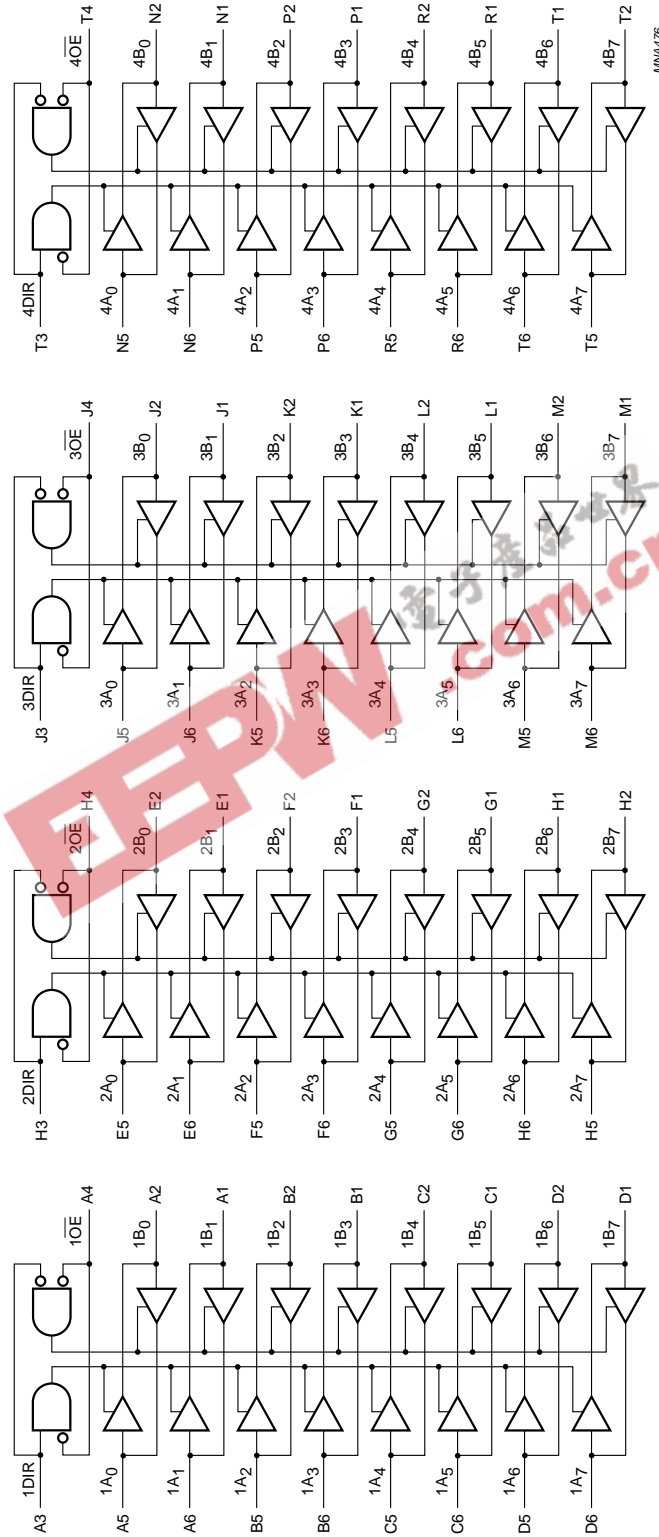 1DIR
A3
1OE
A4
1A0
A5
1B0
A2
1A1
A6
1B1
A1
1A2
B5
1B2
B2
1A3
B6
1B3
B1
1A4
C5
1B4
C2
1A5
C6
1B5
C1
1A6
D5
1B6
D2
1A7
D6
1B7
D1
2DIR
H3
2OE
H4
2A0
E5
2B0
E2
2A1
E6
2B1
E1
2A2
F5
2B2
F2
2A3
F6
2B3
F1
2A4
G5
2B4
G2
2A5
G6
2B5
G1
2A6
H6
2B6
H1
2A7
H5
2B7
H2
3DIR
J3
3OE
J4
3A0
J5
3B0
J2
3A1
J6
3B1
J1
3A2
K5
3B2
K2
3A3
K6
3B3
K1
3A4
L5
3B4
L2
3A5
L6
3B5
L1
3A6
M5
3B6
M2
3A7
M6
3B7
M1
4DIR
T3
4OE
T4
4A0
N5
4B0
N2
4A1
N6
4B1
N1
4A2
P5
4B2
P2
4A3
P6
4B3
P1
4A4
R5
4B4
R2
4A5
R6
4B5
R1
4A6
T6
4B6
T1
4A7
T5
4B7
T2
MNA476
EEPW.com.cn
電子產品世界